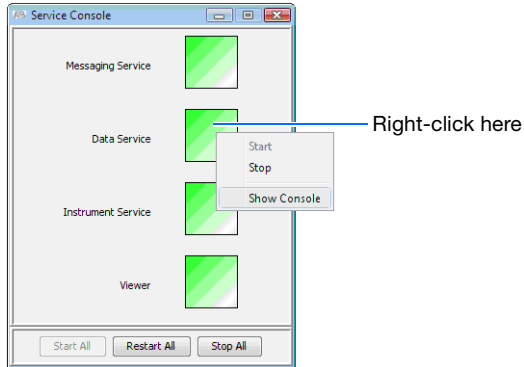 Service Console
Messaging Service
Data Service
Right-click here
Start
Stop
Show Console
Instrument Service
Viewer
Start All Restart All Stop All